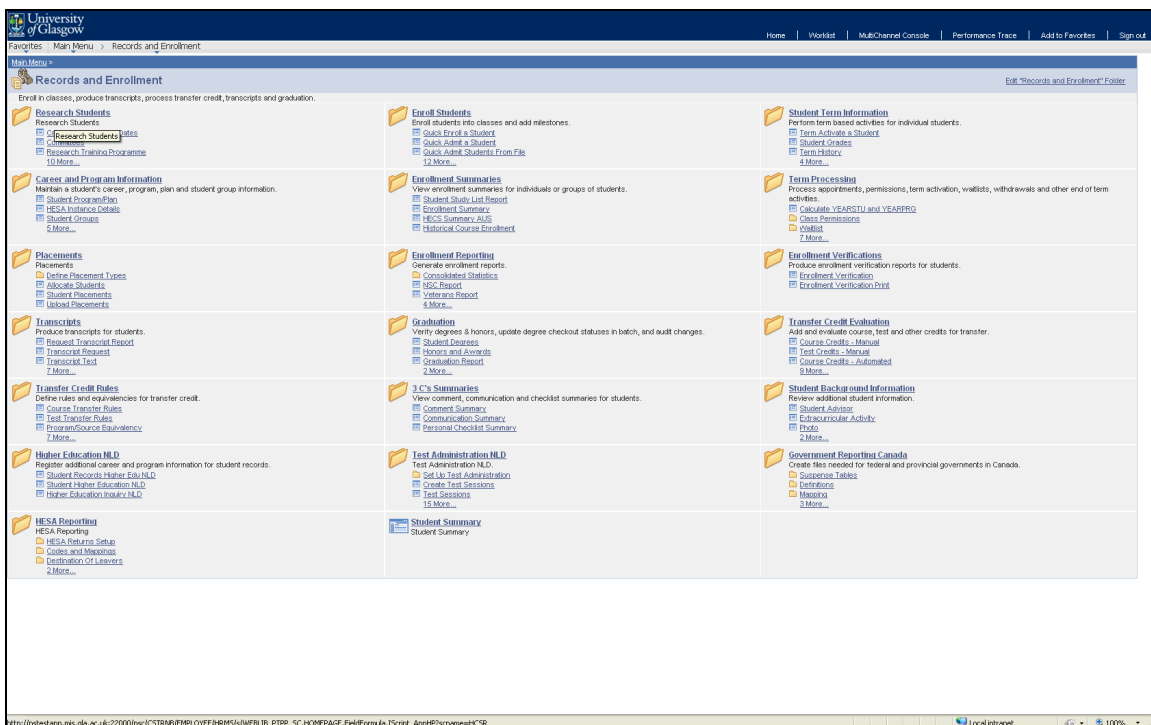 University
of Glasgow
Home | Worklist | MultiChannel Console | Performance Trace | Add to Favorites | Sign out
Favorites Main Menu > Records and Enrollment
Main Menu >
Records and Enrollment
Edit "Records and Enrollment" Folder
Enroll in classes, produce transcripts, process transfer credit, transcripts and graduation.
Research Students
Research Students
Research Students
Committees
Research Training Programme
10 More...
Enroll Students
Enroll students into classes and add milestones.
Quick Enroll a Student
Quick Admit a Student
Quick Admit Students From File
12 More...
Student Term Information
Perform term based activities for individual students.
Term Activate a Student
Student Grades
Term History
4 More...
Career and Program Information
Maintain a student's career, program, plan and student group information.
Student Program/Plan
HESA Instance Details
Student Groups
5 More...
Enrollment Summaries
View enrollment summaries for individuals or groups of students.
Student Study List Report
Enrollment Summary
HECS Summary AUS
Historical Course Enrollment
Term Processing
Process appointments, permissions, term activation, waitlists, withdrawals and other end of term
activities.
Calculate YEARSTU and YEARPRG
Class Permissions
Waitlist
7 More...
Placements
Placements
Define Placement Types
Allocate Students
Student Placements
Upload Placements
Enrollment Reporting
Generate enrollment reports.
Consolidated Statistics
NSC Report
Veterans Report
4 More...
Enrollment Verifications
Produce enrollment verification reports for students.
Enrollment Verification
Enrollment Verification Print
Transcripts
Produce transcripts for students.
Request Transcript Report
Transcript Request
Transcript Text
7 More...
Graduation
Verify degrees & honors, update degree checkout statuses in batch, and audit changes.
Student Degrees
Honors and Awards
Graduation Report
2 More...
Transfer Credit Evaluation
Add and evaluate course, test and other credits for transfer.
Course Credits - Manual
Test Credits - Manual
Course Credits - Automated
9 More...
Transfer Credit Rules
Define rules and equivalencies for transfer credit.
Course Transfer Rules
Test Transfer Rules
Program/Source Equivalency
7 More...
3 C's Summaries
View comment, communication and checklist summaries for students.
Comment Summary
Communication Summary
Personal Checklist Summary
Student Background Information
Review additional student information.
Student Advisor
Extracurricular Activity
Photo
2 More...
Higher Education NLD
Register additional career and program information for student records.
Student Records Higher Edu NLD
Student Higher Education NLD
Higher Education Inquiry NLD
Test Administration NLD
Test Administration NLD.
Set Up Test Administration
Create Test Sessions
Test Sessions
15 More...
Government Reporting Canada
Create files needed for federal and provincial governments in Canada.
Suspense Tables
Definitions
Mapping
3 More...
HESA Reporting
HESA Reporting
HESA Returns Setup
Codes and Mappings
Destination Of Leavers
2 More...
Student Summary
Student Summary
Local intranet
100%